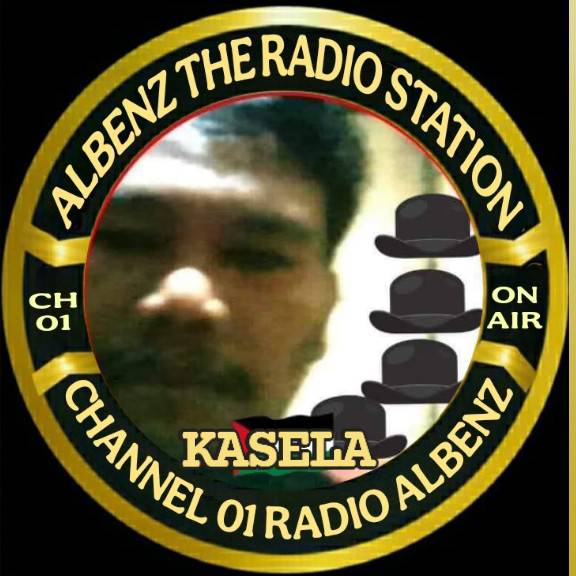 ALBENZ THE RADIO STATION
CH
01
ON
AIR
KASELA
CHANNEL 01 RADIO ALBENZ